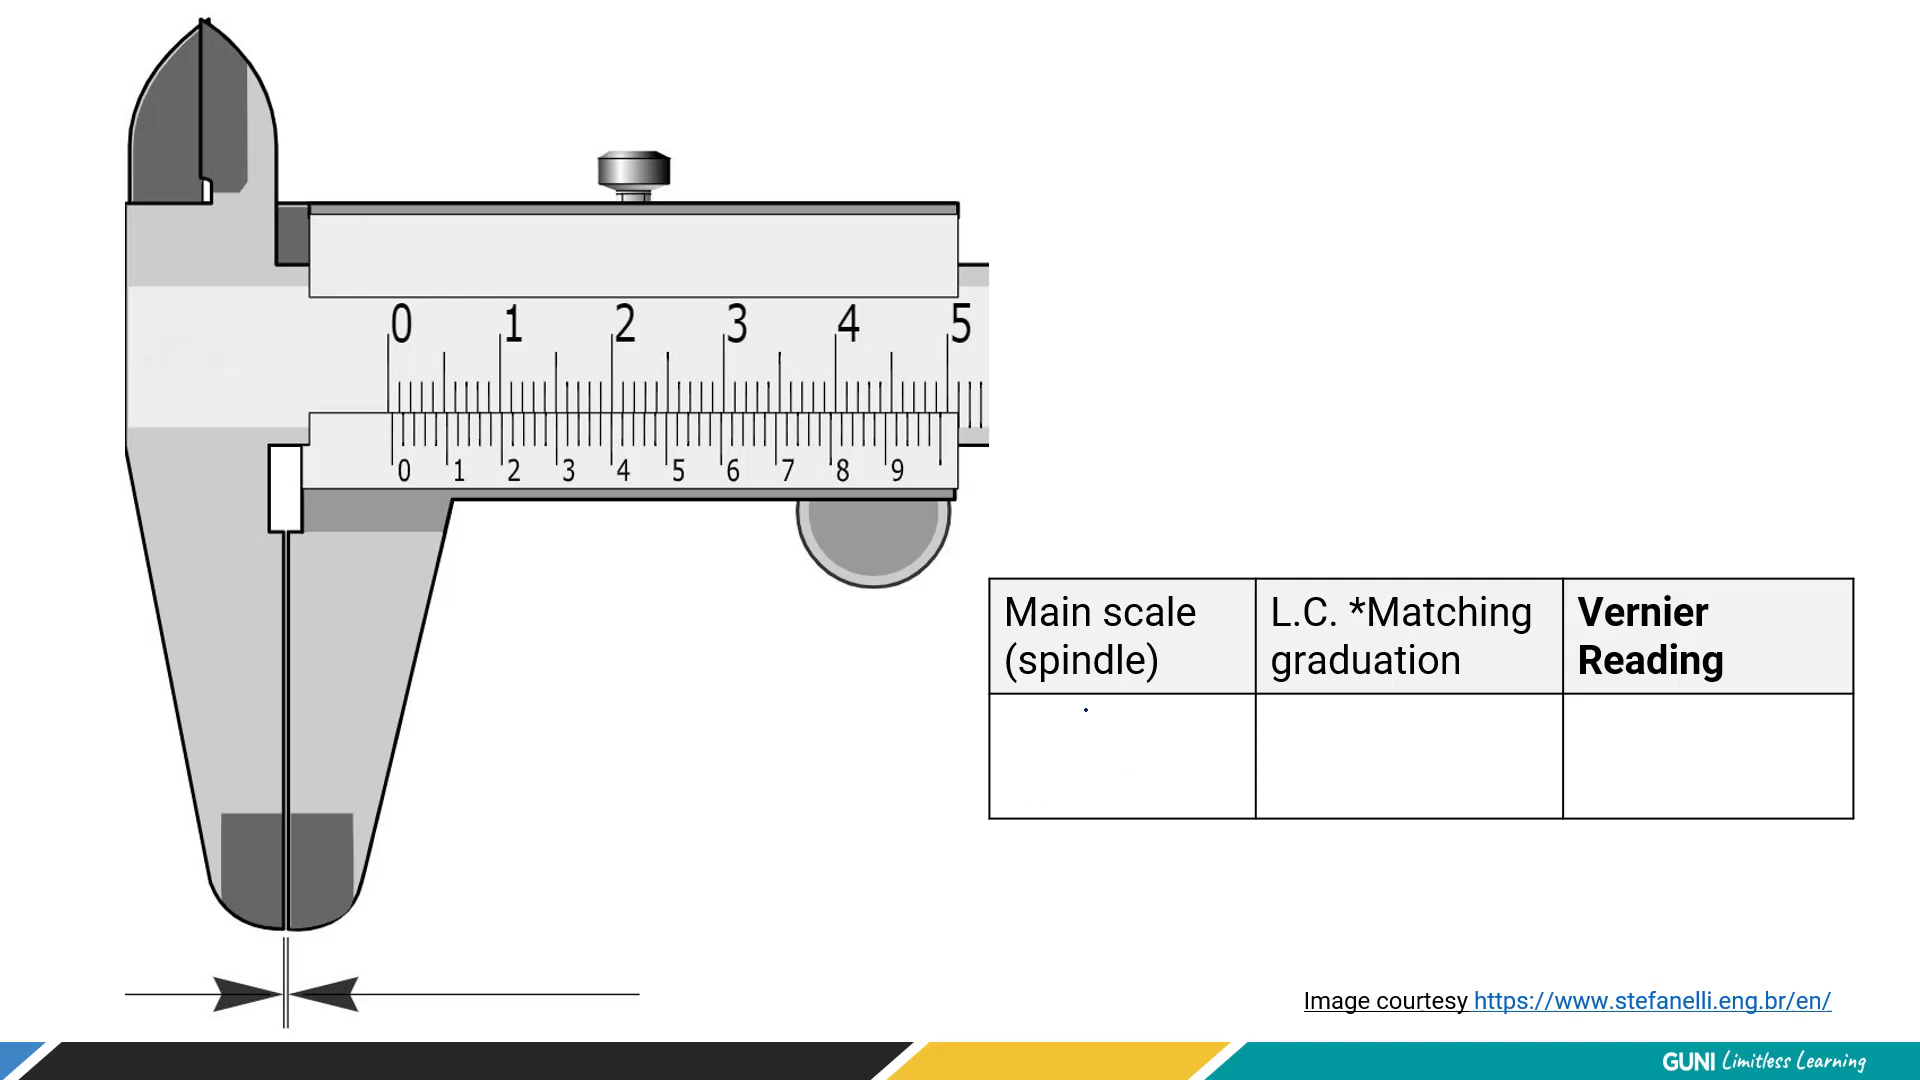 0 1 2 3 4 5
0 1 2 3 4 5 6 7 8 9
Main scale
(spindle)
L.C. *Matching
graduation
Vernier
Reading
Image courtesy https://www.stefanelli.eng.br/en/
GUNI Limitless Learning